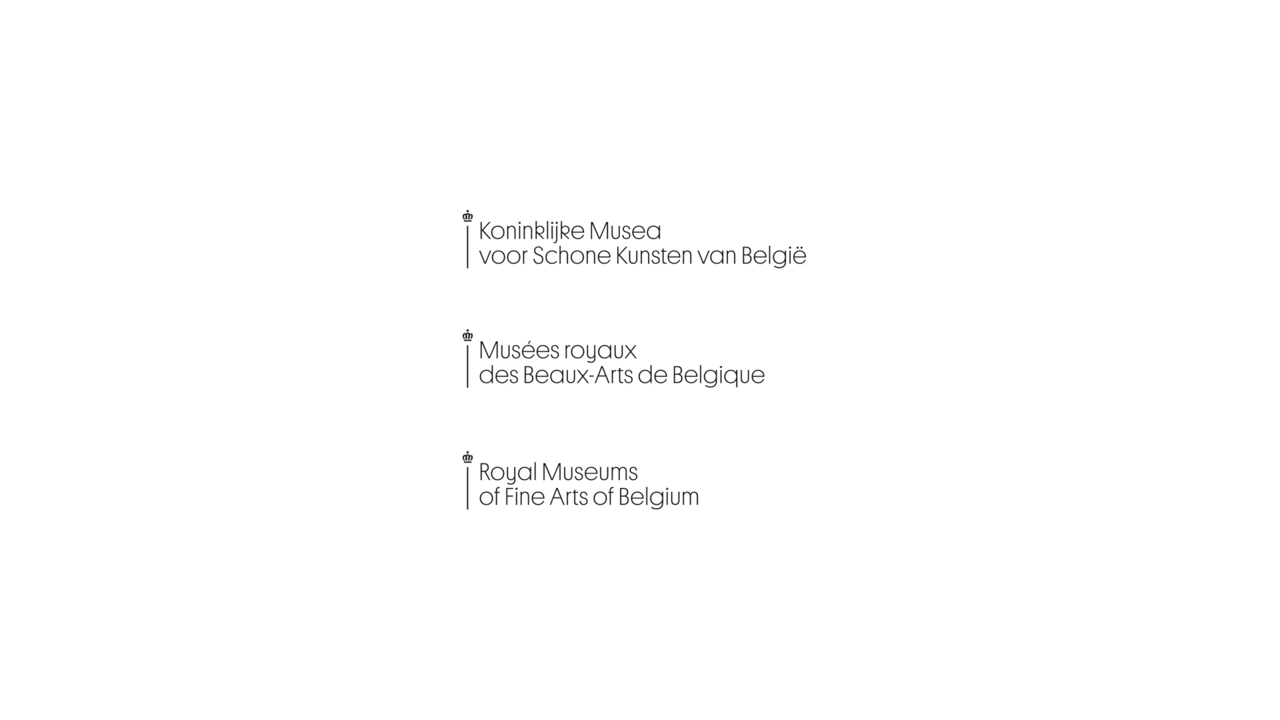 Koninklijke Musea
voor Schone Kunsten van België
Musées royaux
des Beaux-Arts de Belgique
Royal Museums
of Fine Arts of Belgium